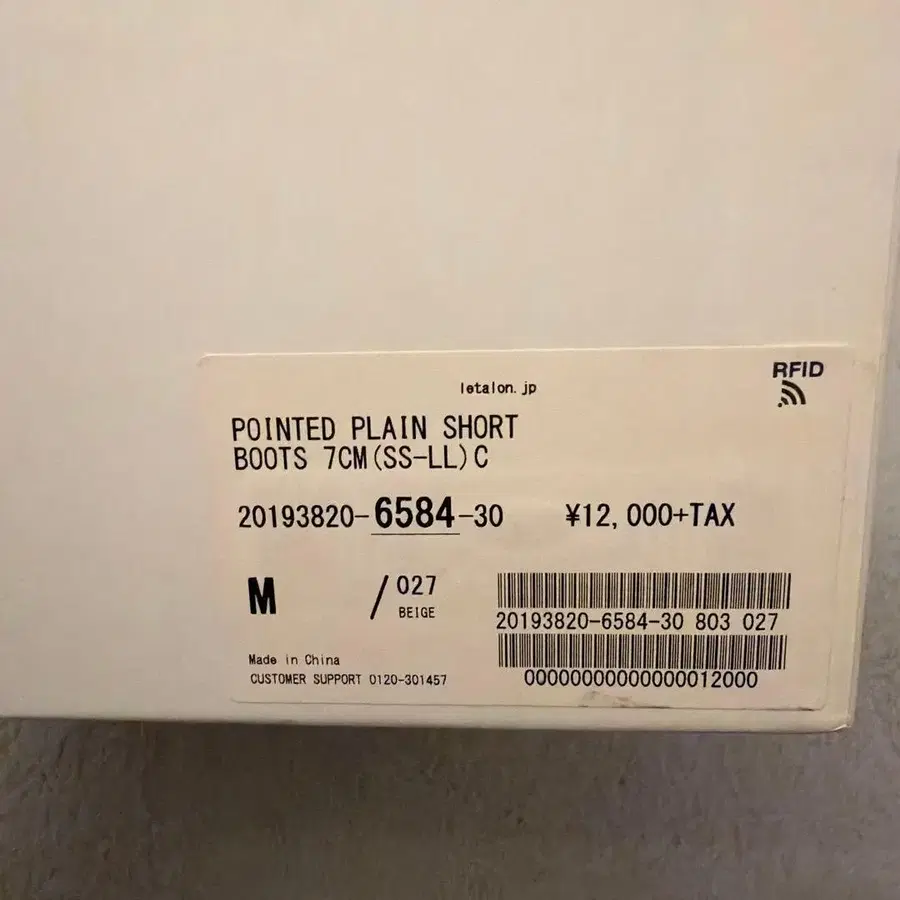 RFID
letalon.jp
POINTED PLAIN SHORT
BOOTS 7CM(SS-LL)C
20193820-6584-30 ¥12,000+TAX
M / 027
BEIGE
20193820-6584-30 803 027
Made in China
CUSTOMER SUPPORT 0120-301457
00000000000000012000